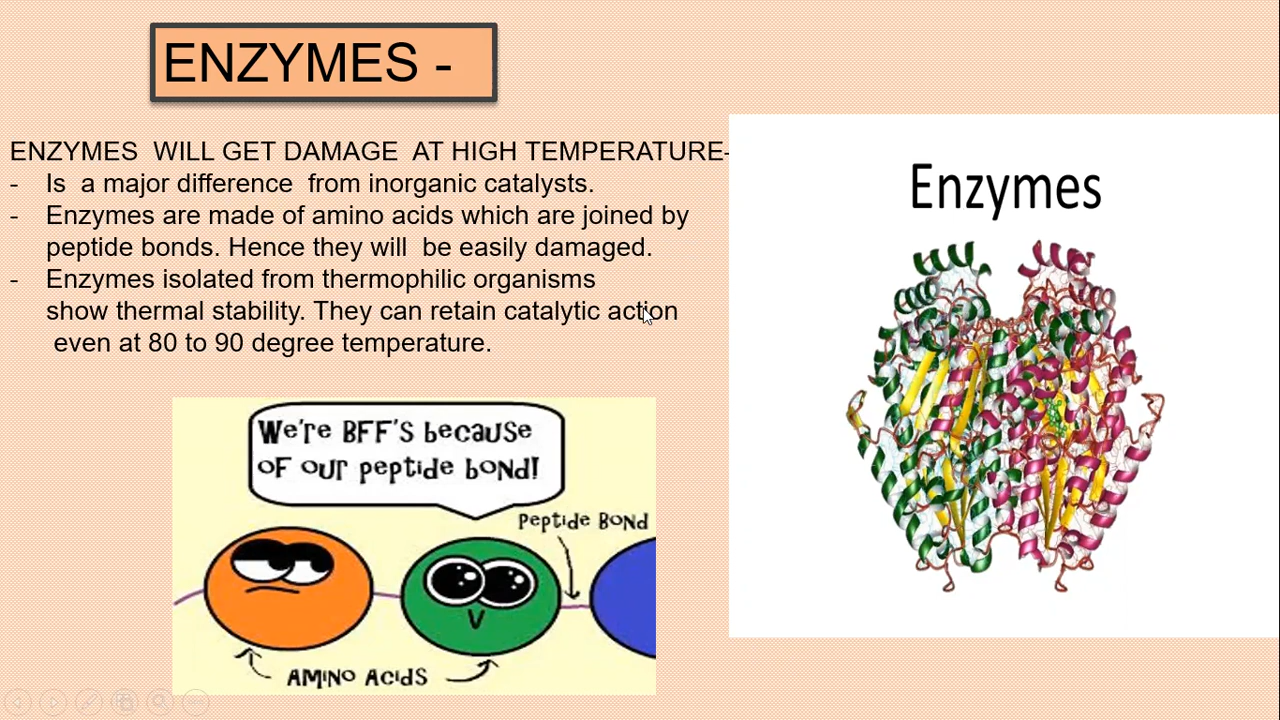 ENZYMES -
ENZYMES WILL GET DAMAGE AT HIGH TEMPERATURE-
- Is a major difference from inorganic catalysts.
- Enzymes are made of amino acids which are joined by
peptide bonds. Hence they will be easily damaged.
- Enzymes isolated from thermophilic organisms
show thermal stability. They can retain catalytic action
even at 80 to 90 degree temperature.
Enzymes
We're BFF's because
of our peptide bond!
Peptide Bond
Amino Acids